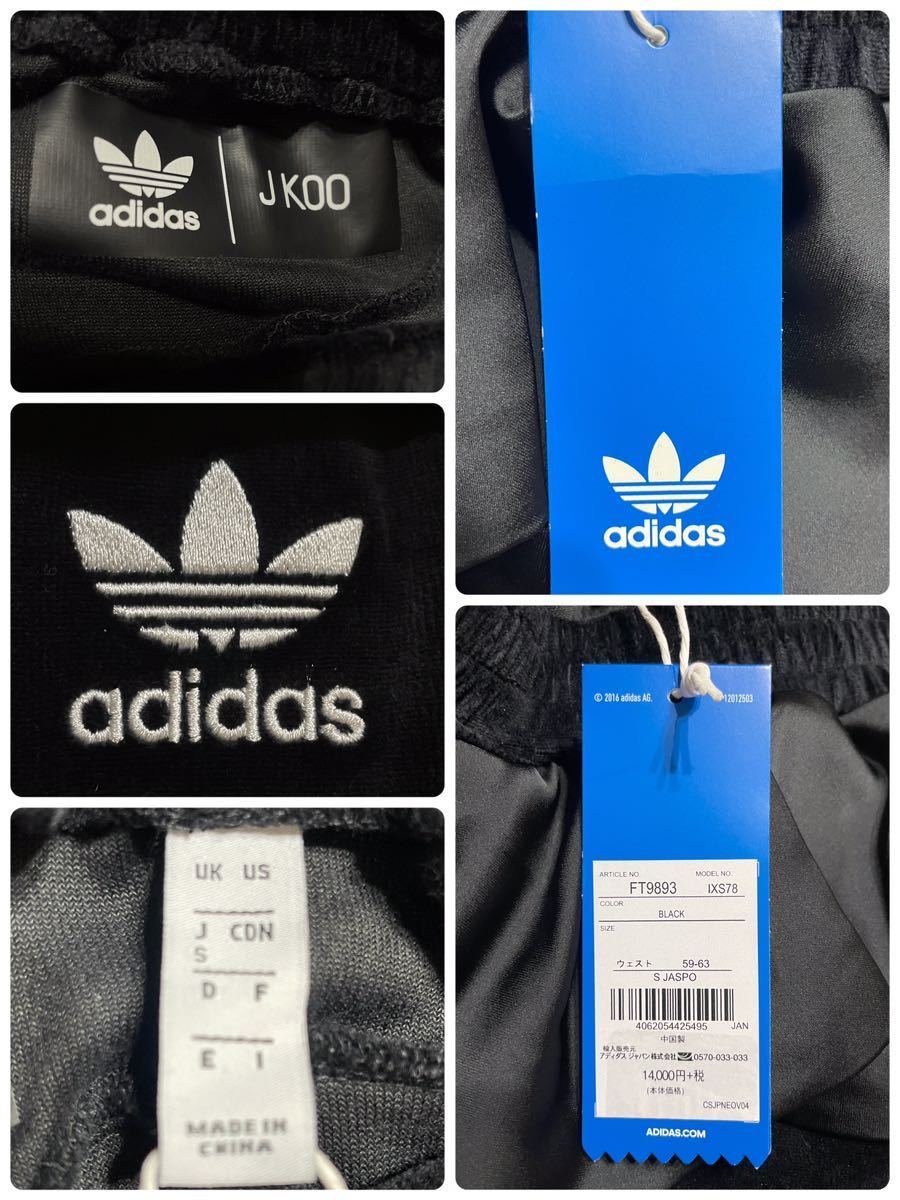 adidas
J KOO
adidas
adidas
UK US
J CDN
S
D F
E I
MADE IN
CHINA
© 2016 adidas AG.
12012503
ARTICLE NO. MODEL NO.
FT9893 IXS78
COLOR
BLACK
SIZE
ウェスト 59-63
S JASPO
4062054425495 JAN
中国製
輸入販売元
アディダス ジャパン株式会社 0570-033-033
14,000円+税
(本体価格)
CSJPNEOV04
ADIDAS.COM